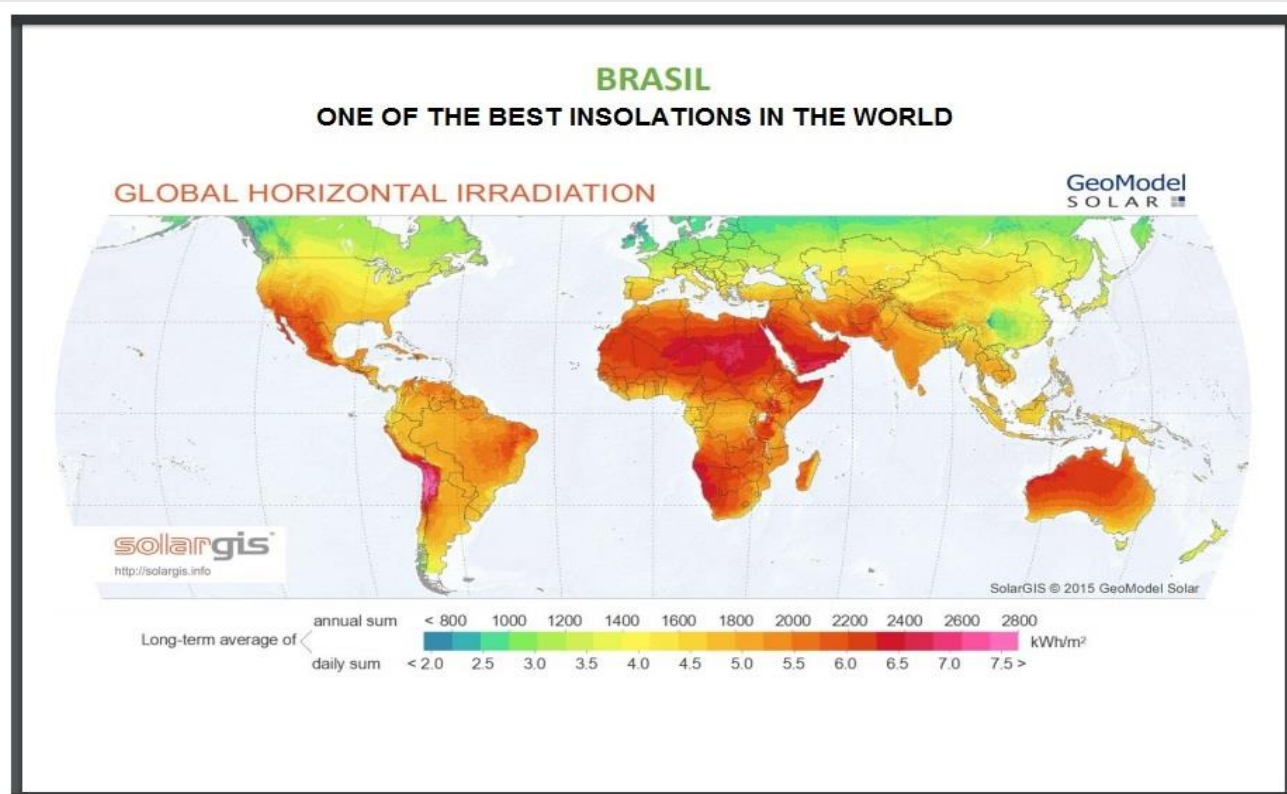 BRASIL
ONE OF THE BEST INSOLATIONS IN THE WORLD
GLOBAL HORIZONTAL IRRADIATION
GeoModel
SOLAR
solargis
http://solargis.info
SolarGIS © 2015 GeoModel Solar
annual sum < 800 1000 1200 1400 1600 1800 2000 2200 2400 2600 2800
Long-term average of kWh/m²
daily sum < 2.0 2.5 3.0 3.5 4.0 4.5 5.0 5.5 6.0 6.5 7.0 7.5 >